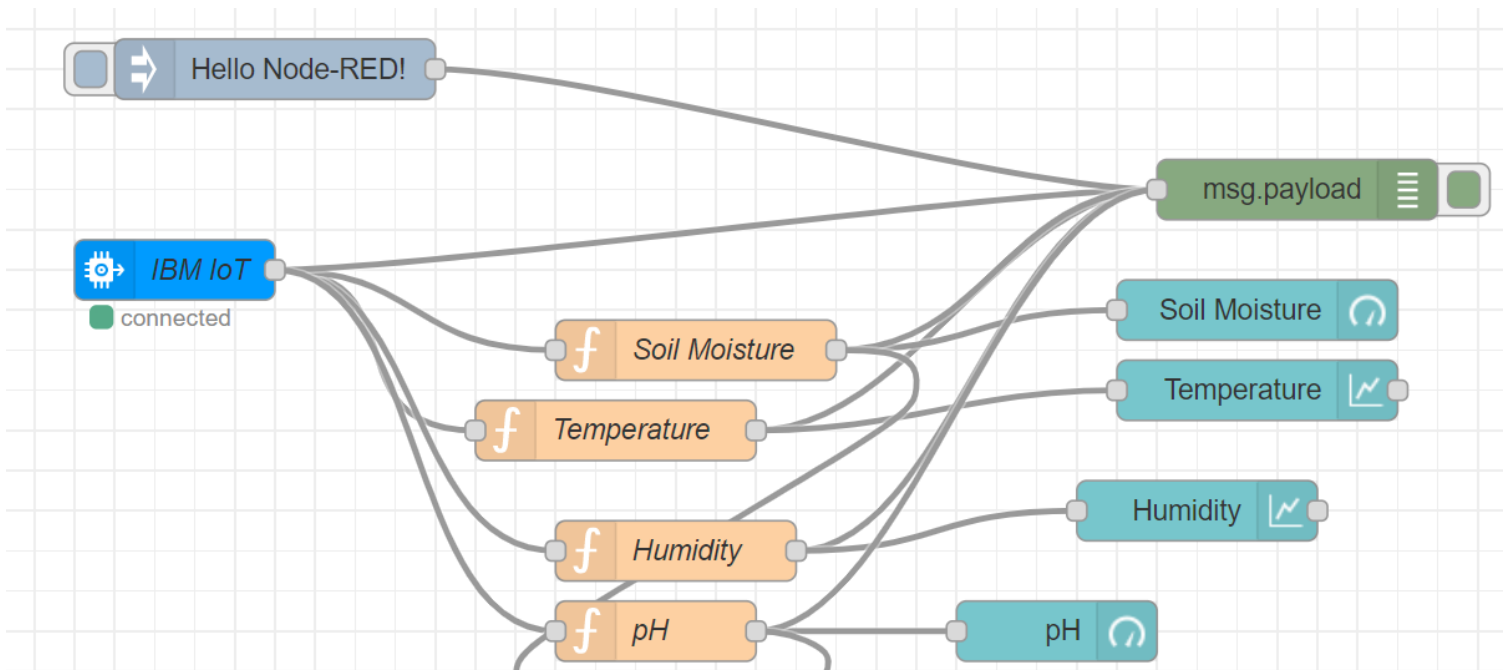 Hello Node-RED!
msg.payload
IBM IoT
connected
Soil Moisture
Soil Moisture
Temperature
Temperature
Humidity
Humidity
pH
pH